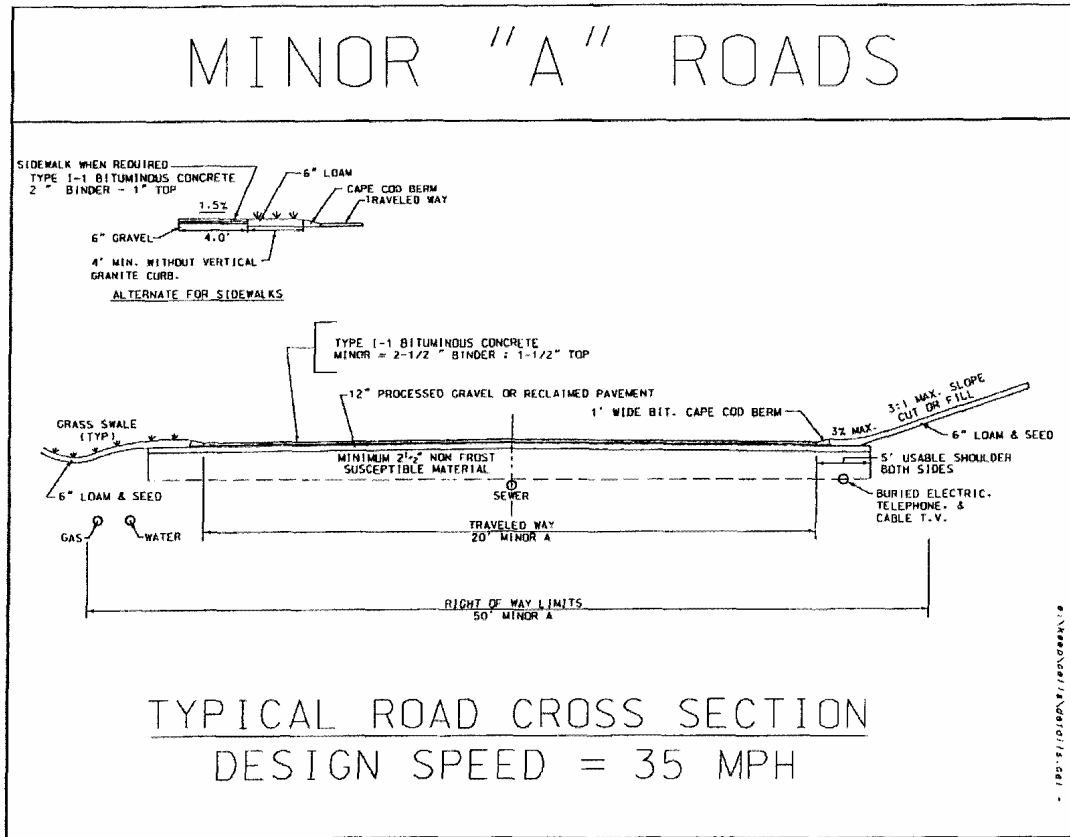 MINOR "A" ROADS
SIDEWALK WHEN REQUIRED
TYPE I-1 BITUMINOUS CONCRETE
2 " BINDER - 1" TOP
6" LOAM
CAPE COD BERM
TRAVELED WAY
1.5%
6" GRAVEL
4.0'
4' MIN. WITHOUT VERTICAL
GRANITE CURB.
ALTERNATE FOR SIDEWALKS
TYPE I-1 BITUMINOUS CONCRETE
MINOR = 2-1/2 " BINDER ; 1-1/2" TOP
12" PROCESSED GRAVEL OR RECLAIMED PAVEMENT
1' WIDE BIT. CAPE COD BERM
3% MAX.
3:1 MAX. SLOPE
CUT OR FILL
GRASS SWALE
(TYP)
6" LOAM & SEED
MINIMUM 2'-2" NON FROST
SUSCEPTIBLE MATERIAL
5' USABLE SHOULDER
BOTH SIDES
6" LOAM & SEED
SEWER
BURIED ELECTRIC,
TELEPHONE, &
CABLE T.V.
GAS
WATER
TRAVELED WAY
20' MINOR A
RIGHT OF WAY LIMITS
50' MINOR A
TYPICAL ROAD CROSS SECTION
DESIGN SPEED = 35 MPH